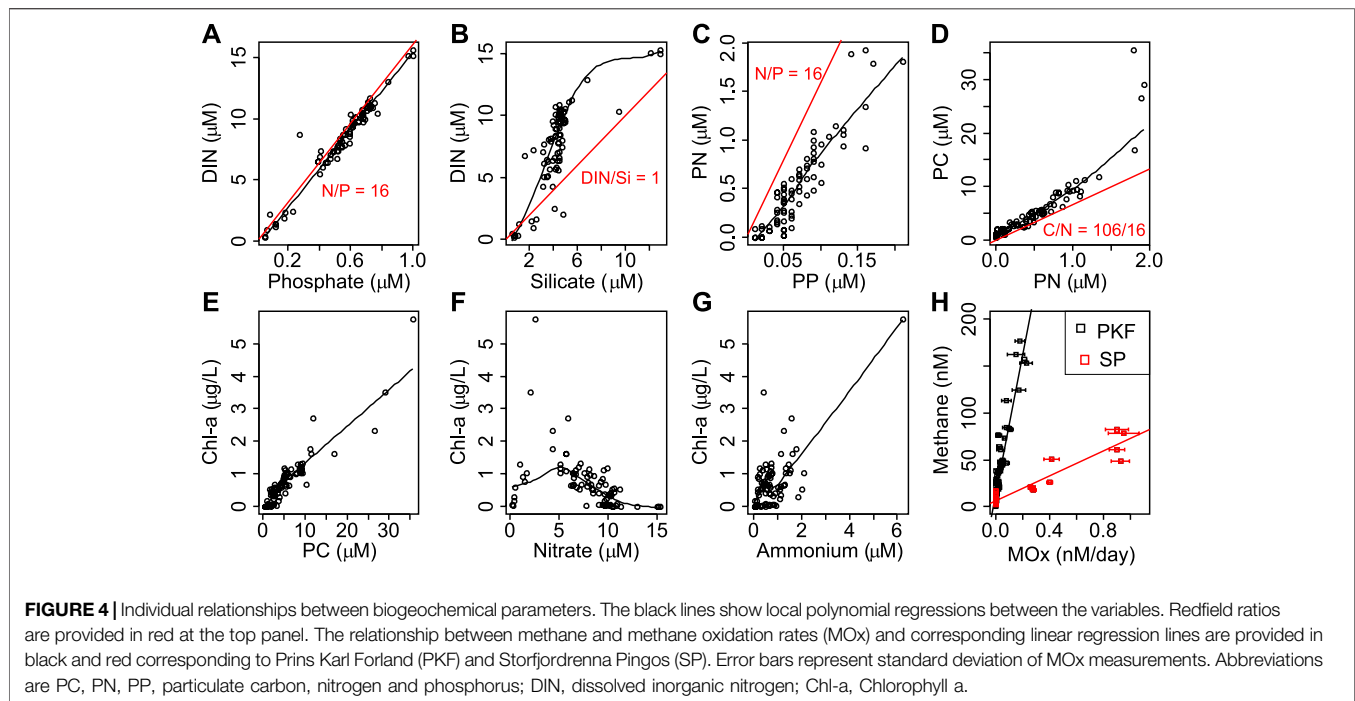 A
B
C
D
15
10
5
0
DIN (µM)
N/P = 16
0.2
0.6
1.0
Phosphate (µM)
15
10
5
0
DIN (µM)
DIN/Si = 1
2
4
6
8
12
Silicate (µM)
2.0
1.5
1.0
0.5
0.0
PN (µM)
N/P = 16
0.05
0.15
PP (µM)
30
20
10
0
PC (µM)
C/N = 106/16
0.0
1.0
2.0
PN (µM)
E
F
G
H
5
4
3
2
1
0
Chl-a (µg/L)
0
10
20
30
PC (µM)
5
4
3
2
1
0
Chl-a (µg/L)
0
5
10
15
Nitrate (µM)
5
4
3
2
1
0
Chl-a (µg/L)
0
2
4
6
Ammonium (µM)
200
100
50
0
Methane (nM)
PKF
SP
0.0
0.4
0.8
MOx (nM/day)
FIGURE 4 | Individual relationships between biogeochemical parameters. The black lines show local polynomial regressions between the variables. Redfield ratios
are provided in red at the top panel. The relationship between methane and methane oxidation rates (MOx) and corresponding linear regression lines are provided in
black and red corresponding to Prins Karl Forland (PKF) and Storfjordrenna Pingos (SP). Error bars represent standard deviation of MOx measurements. Abbreviations
are PC, PN, PP, particulate carbon, nitrogen and phosphorus; DIN, dissolved inorganic nitrogen; Chl-a, Chlorophyll a.